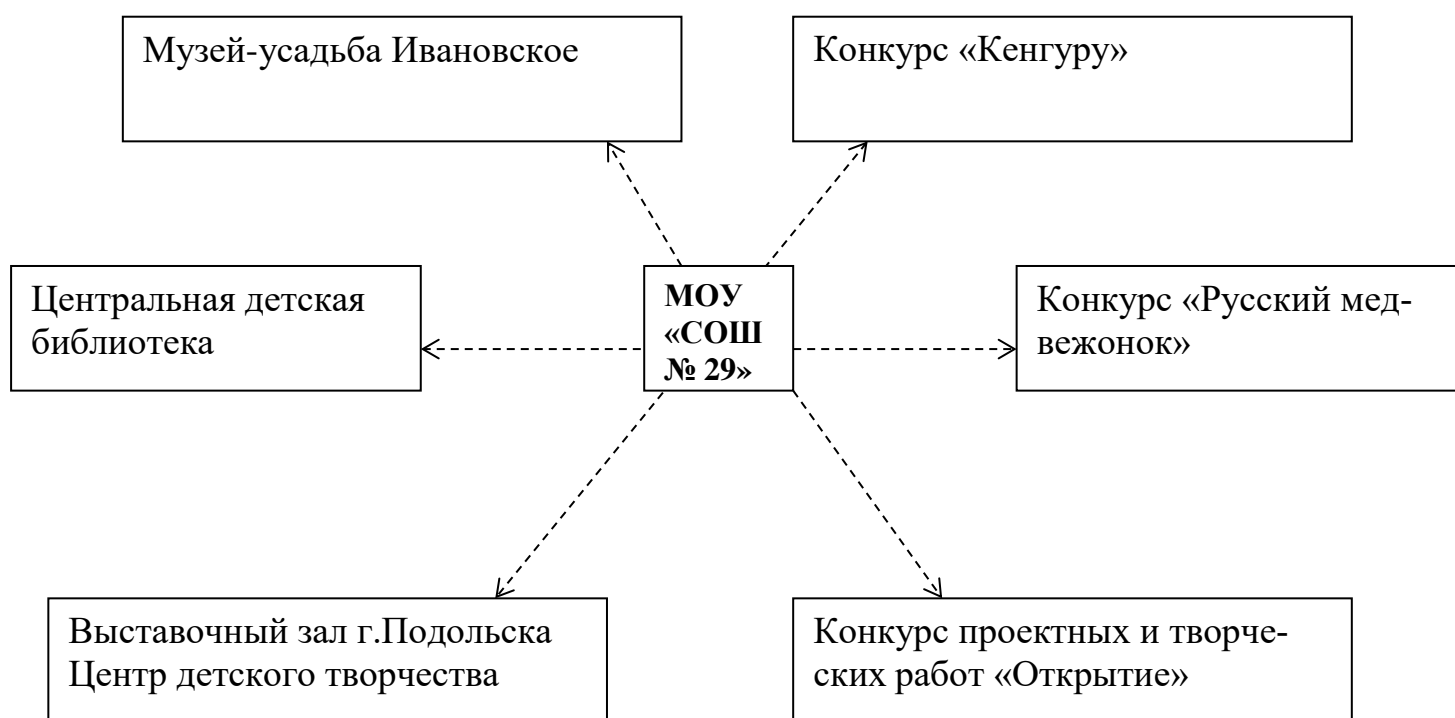 Музей-усадьба Ивановское
Конкурс «Кенгуру»
Центральная детская
библиотека
МОУ
«СОШ
№ 29»
Конкурс «Русский мед-
вежонок»
Выставочный зал г.Подольска
Центр детского творчества
Конкурс проектных и творче-
ских работ «Открытие»